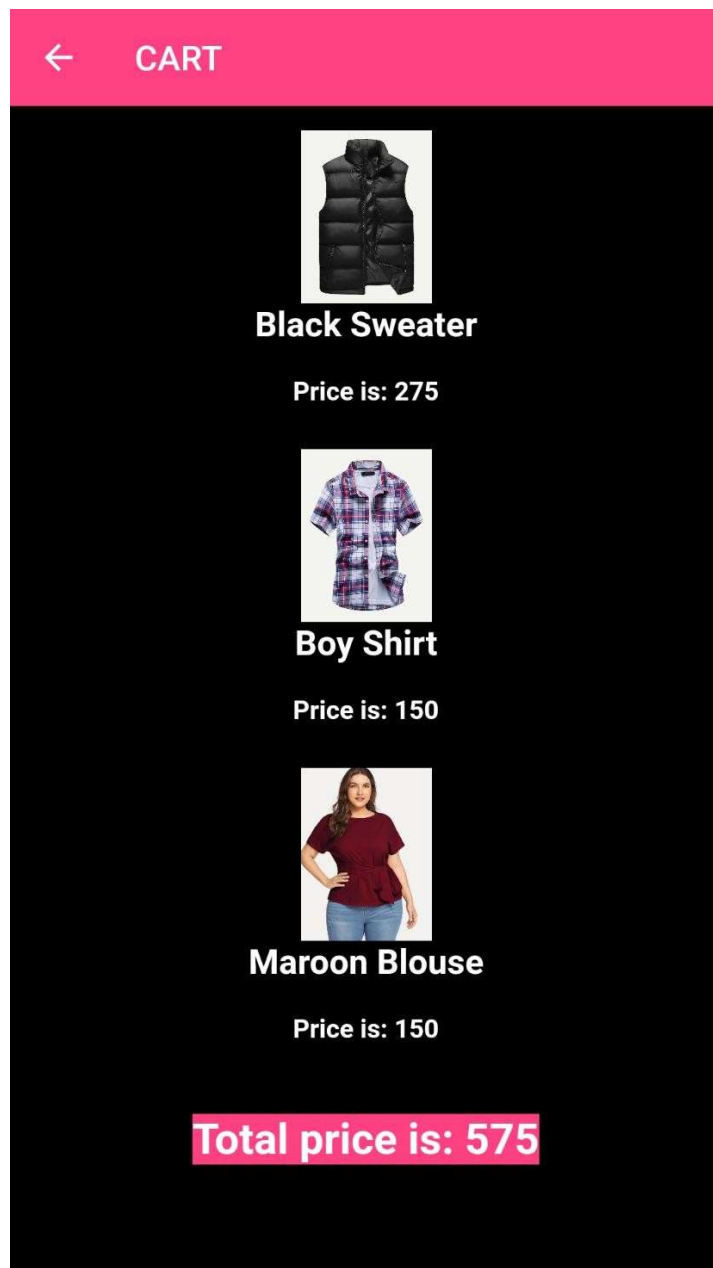 CART
Black Sweater
Price is: 275
Boy Shirt
Price is: 150
Maroon Blouse
Price is: 150
Total price is: 575